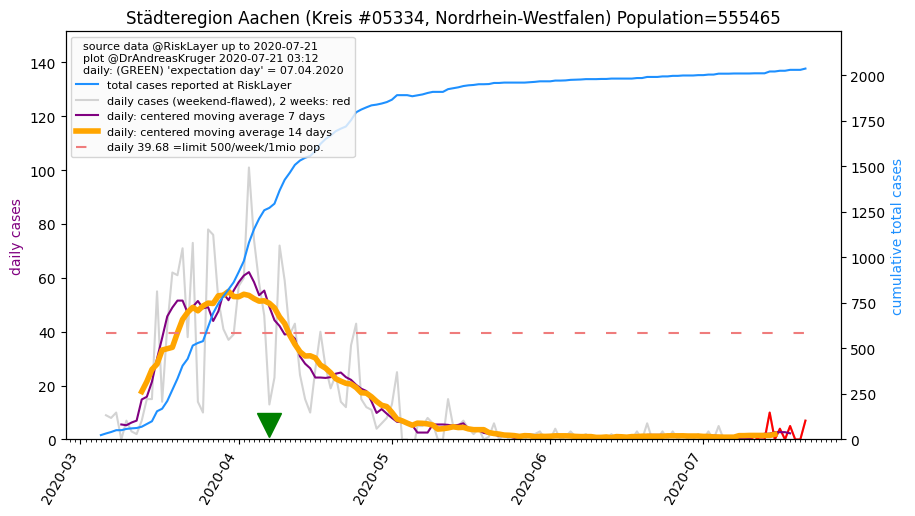 Städteregion Aachen (Kreis #05334, Nordrhein-Westfalen) Population=555465
source data @RiskLayer up to 2020-07-21
plot @DrAndreasKruger 2020-07-21 03:12
daily: (GREEN) 'expectation day' = 07.04.2020
total cases reported at RiskLayer
daily cases (weekend-flawed), 2 weeks: red
daily: centered moving average 7 days
daily: centered moving average 14 days
daily 39.68 =limit 500/week/1mio pop.
daily cases
140
120
100
80
60
40
20
0
cumulative total cases
2000
1750
1500
1250
1000
750
500
250
0
2020-03
2020-04
2020-05
2020-06
2020-07